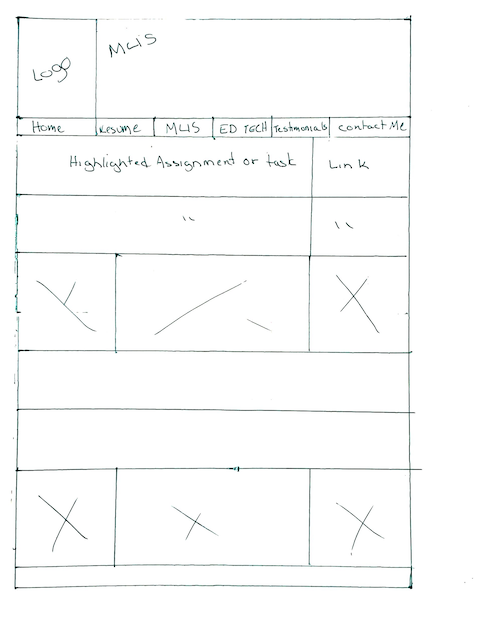 MLIS
Logo
Home Resume MLIS ED TECH Testimonials Contact Me
Highlighted Assignment or task Link
" "